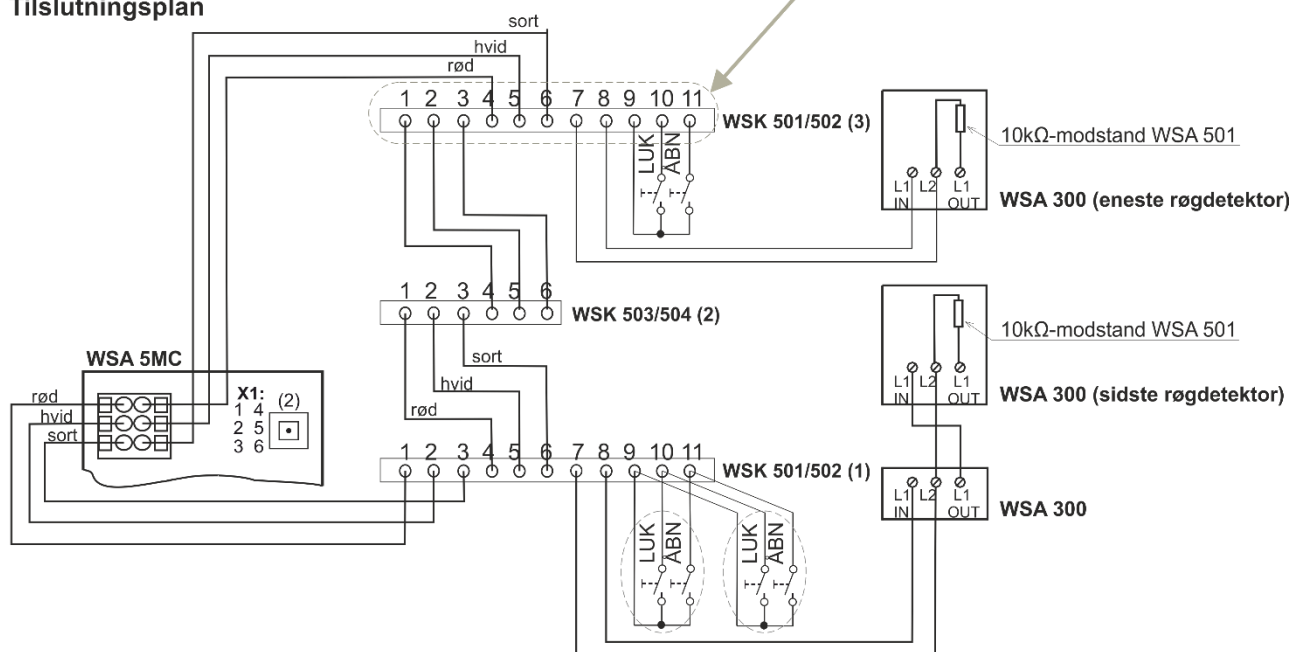 Tilslutningsplan
sort
hvid
rød
1 2 3 4 5 6 7 8 9 10 11
WSK 501/502 (3)
LUK
ÅBN
10kΩ-modstand WSA 501
L1 L2 L1
IN OUT
WSA 300 (eneste røgdetektor)
1 2 3 4 5 6
WSK 503/504 (2)
10kΩ-modstand WSA 501
L1 L2 L1
IN OUT
WSA 300 (sidste røgdetektor)
WSA 5MC
rød
hvid
sort
X1:
1 4
2 5
3 6
(2)
sort
hvid
rød
1 2 3 4 5 6 7 8 9 10 11
WSK 501/502 (1)
L1 L2 L1
IN OUT
WSA 300
LUK
ÅBN
LUK
ÅBN